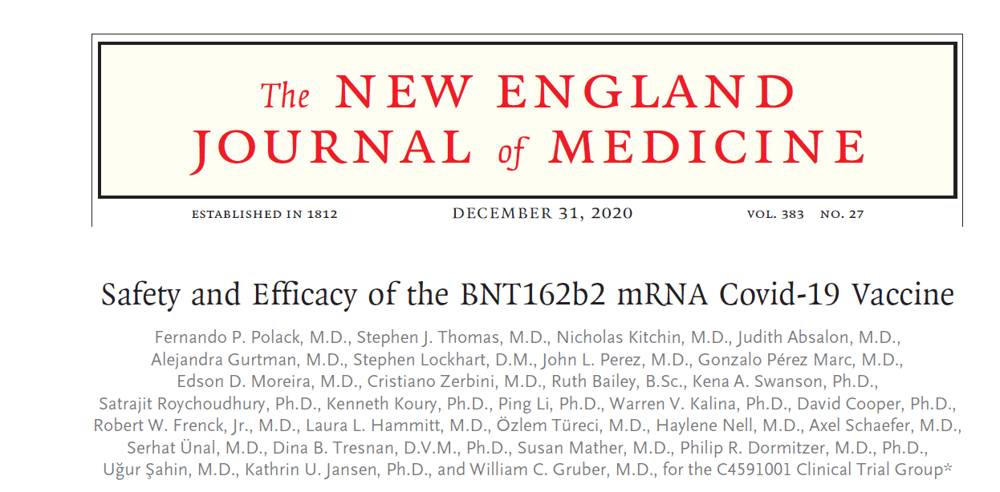 The NEW ENGLAND
JOURNAL of MEDICINE
ESTABLISHED IN 1812 DECEMBER 31, 2020 VOL. 383 NO. 27
Safety and Efficacy of the BNT162b2 mRNA Covid-19 Vaccine
Fernando P. Polack, M.D., Stephen J. Thomas, M.D., Nicholas Kitchin, M.D., Judith Absalon, M.D.,
Alejandra Gurtman, M.D., Stephen Lockhart, D.M., John L. Perez, M.D., Gonzalo Pérez Marc, M.D.,
Edson D. Moreira, M.D., Cristiano Zerbini, M.D., Ruth Bailey, B.Sc., Kena A. Swanson, Ph.D.,
Satrajit Roychoudhury, Ph.D., Kenneth Koury, Ph.D., Ping Li, Ph.D., Warren V. Kalina, Ph.D., David Cooper, Ph.D.,
Robert W. Frenck, Jr., M.D., Laura L. Hammitt, M.D., Özlem Türeci, M.D., Haylene Nell, M.D., Axel Schaefer, M.D.,
Serhat Ünal, M.D., Dina B. Tresnan, D.V.M., Ph.D., Susan Mather, M.D., Philip R. Dormitzer, M.D., Ph.D.,
Uğur Şahin, M.D., Kathrin U. Jansen, Ph.D., and William C. Gruber, M.D., for the C4591001 Clinical Trial Group*